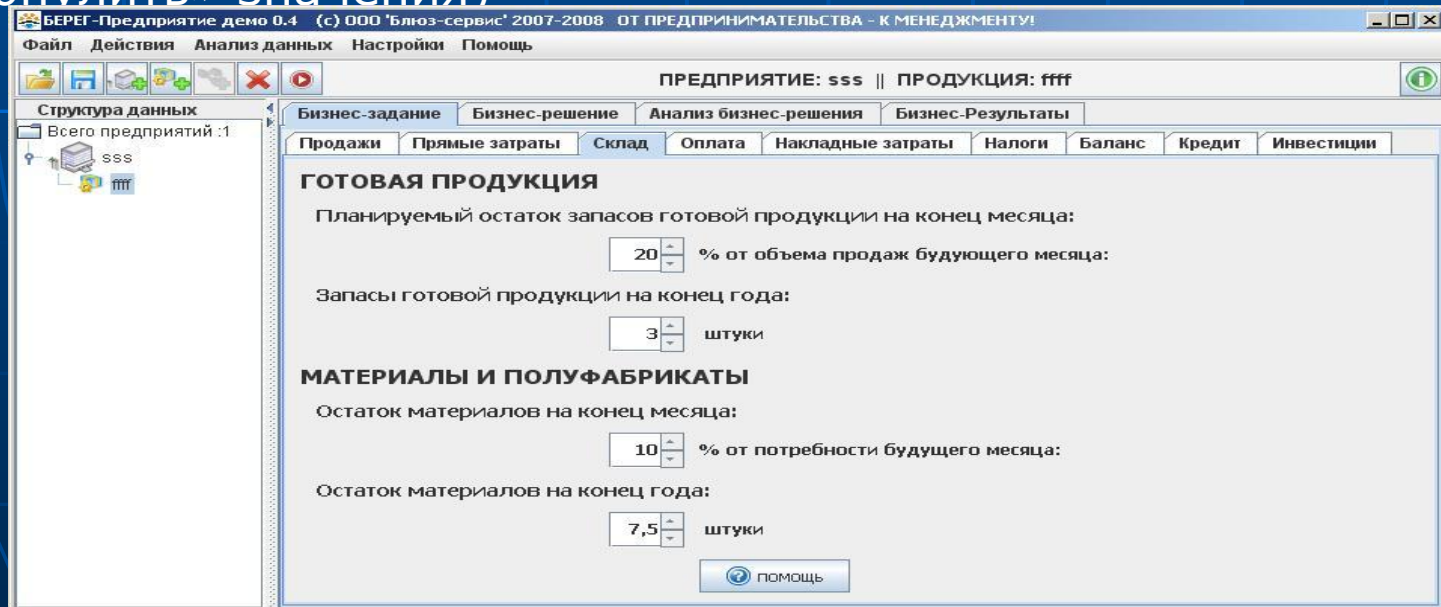 БЕРЕГ-Предприятие демо 0.4 (c) ООО 'Блюз-сервис' 2007-2008 ОТ ПРЕДПРИНИМАТЕЛЬСТВА - К МЕНЕДЖМЕНТУ!
Файл Действия Анализ данных Настройки Помощь
ПРЕДПРИЯТИЕ: sss || ПРОДУКЦИЯ: ffff
Структура данных
Всего предприятий :1
sss
ffff
Бизнес-задание Бизнес-решение Анализ бизнес-решения Бизнес-Результаты
Продажи Прямые затраты Склад Оплата Накладные затраты Налоги Баланс Кредит Инвестиции
ГОТОВАЯ ПРОДУКЦИЯ
Планируемый остаток запасов готовой продукции на конец месяца:
20 % от объема продаж будующего месяца:
Запасы готовой продукции на конец года:
3 штуки
МАТЕРИАЛЫ И ПОЛУФАБРИКАТЫ
Остаток материалов на конец месяца:
10 % от потребности будущего месяца:
Остаток материалов на конец года:
7,5 штуки
помощь